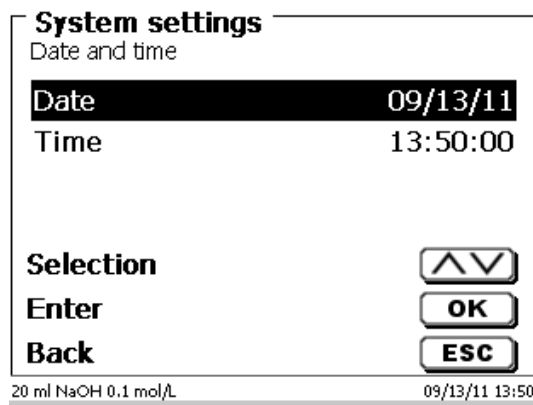 System settings
Date and time
Date 09/13/11
Time 13:50:00
Selection
Enter OK
Back ESC
20 ml NaOH 0.1 mol/L 09/13/11 13:50